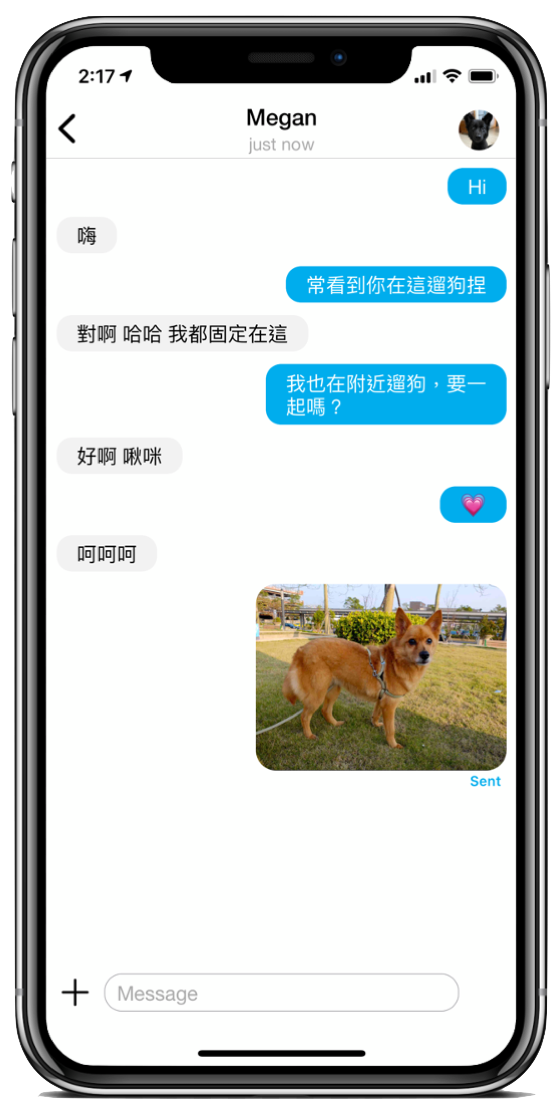 2:17
Megan
just now
Hi
嗨
常看到你在這遛狗捏
對啊 哈哈 我都固定在這
我也在附近遛狗,要一
起嗎?
好啊 啾咪
呵呵呵
Sent
Message